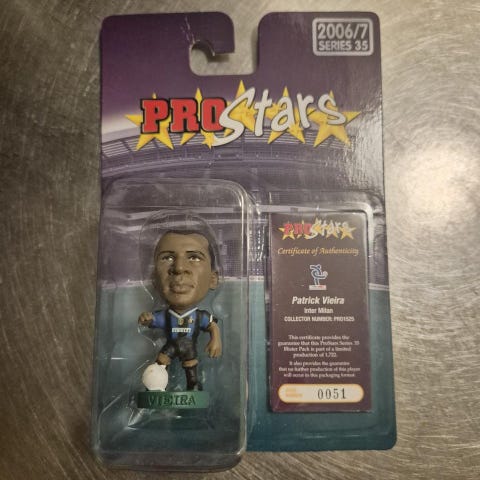 2006/7
SERIES 35
PROStars
PROStars
Certificate of Authenticity
Patrick Vieira
Inter Milan
COLLECTOR NUMBER: PRO1525
This certificate provides the
guarantee that this ProStars Series 35
Blister Pack is part of a limited
production of 1,722.
It also provides the guarantee
that no further production of this player
will occur in this packaging format.
0051
PIRELLI
VIEIRA